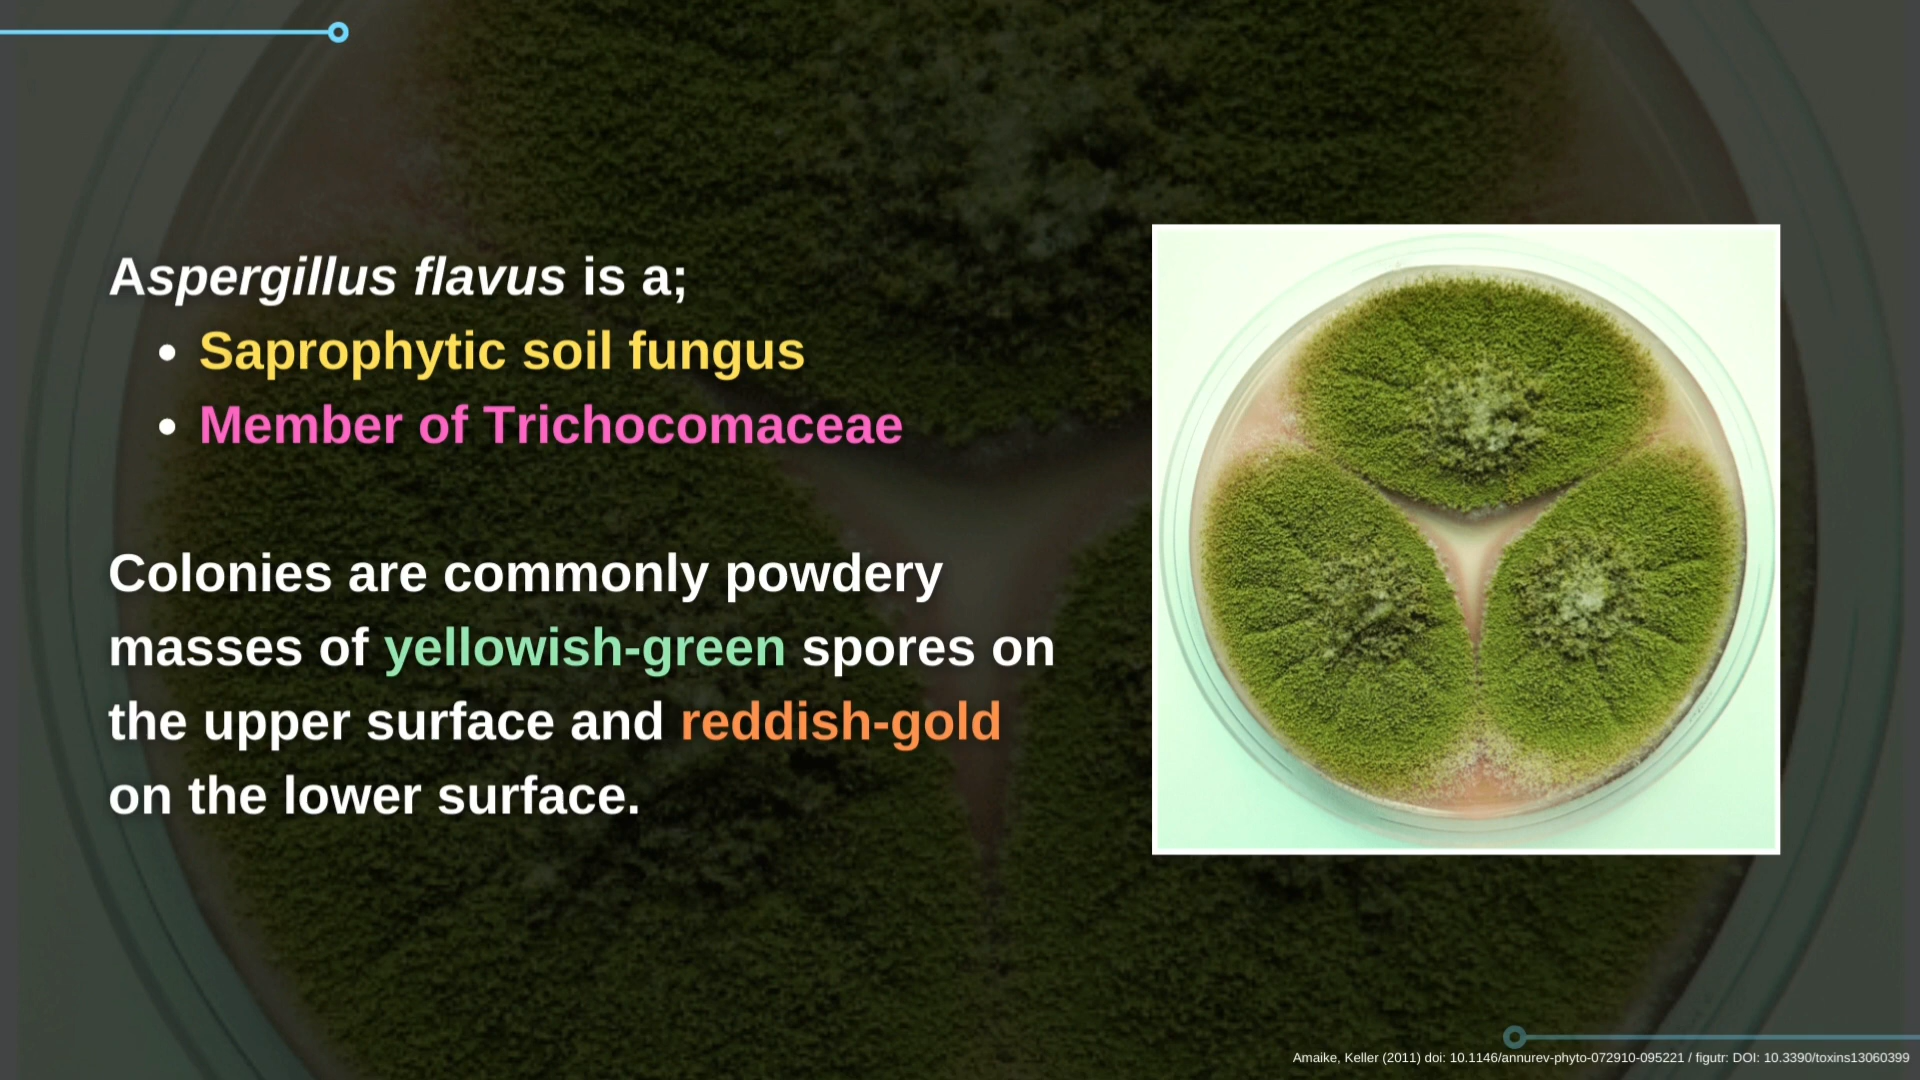 Aspergillus flavus is a;
• Saprophytic soil fungus
• Member of Trichocomaceae
Colonies are commonly powdery
masses of yellowish-green spores on
the upper surface and reddish-gold
on the lower surface.
Amaike, Keller (2011) doi: 10.1146/annurev-phyto-072910-095221 / figutr: DOI: 10.3390/toxins13060399